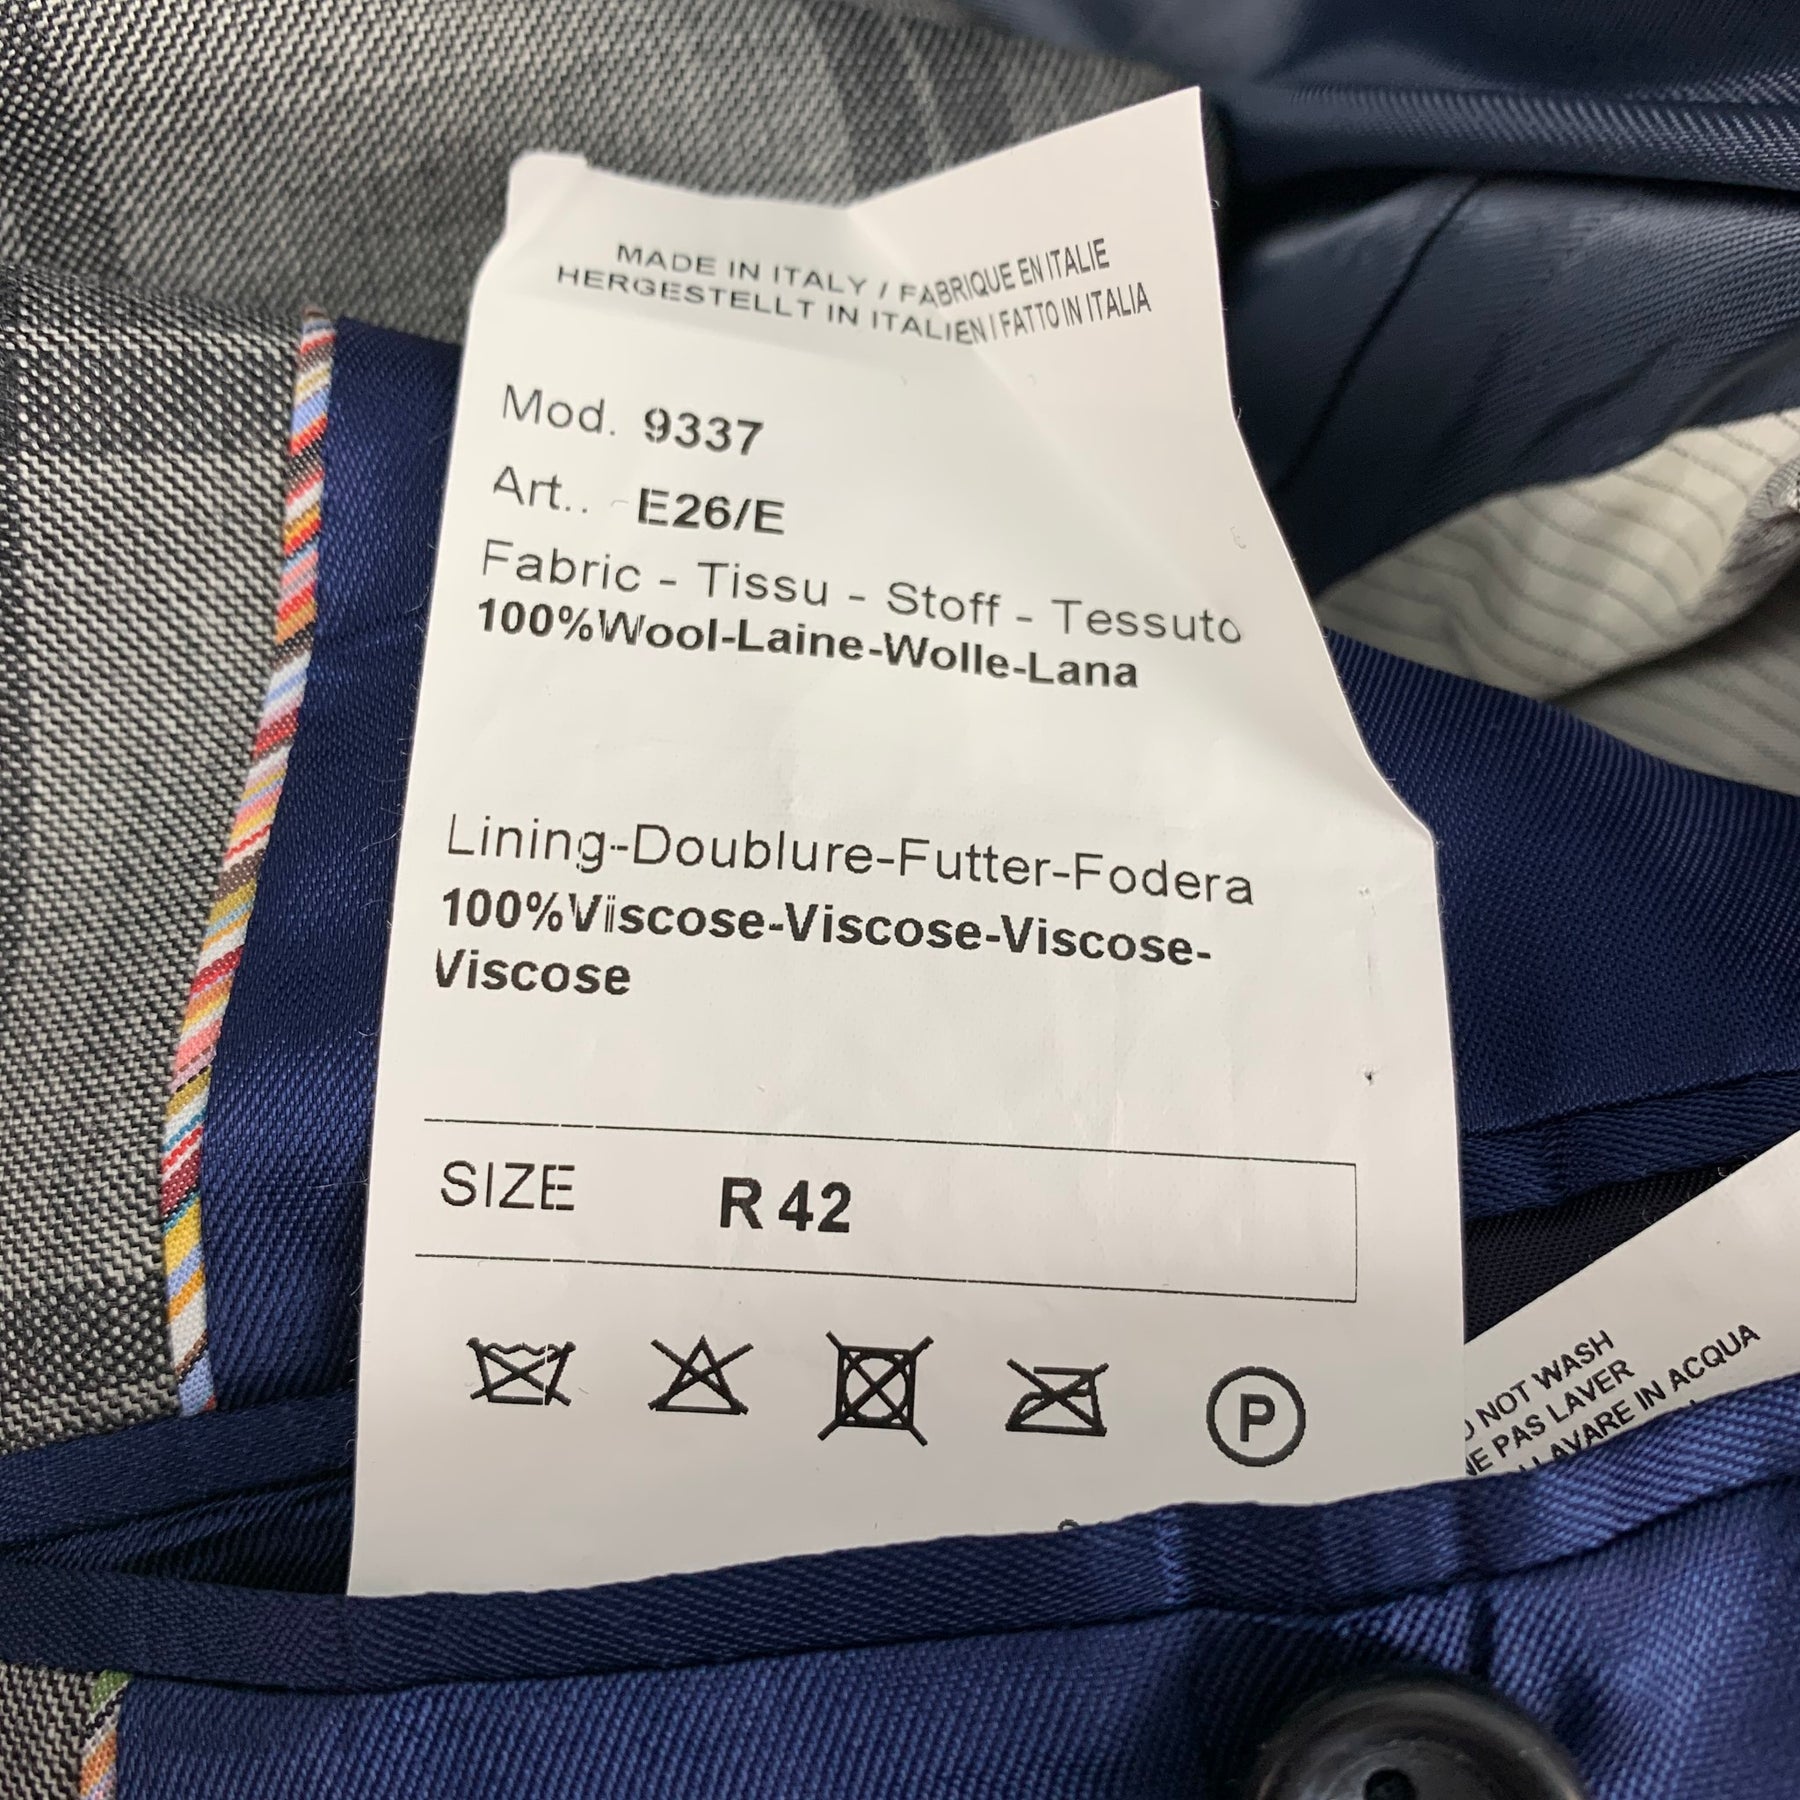 MADE IN ITALY / FABRIQUE EN ITALIE
HERGESTELLT IN ITALIEN / FATTO IN ITALIA
Mod. 9337
Art.. E26/E
Fabric - Tissu - Stoff - Tessuto
100%Wool-Laine-Wolle-Lana
Lining-Doublure-Futter-Fodera
100%Viscose-Viscose-Viscose-
Viscose
SIZE R 42
P
NOT WASH
PAS LAVER
LAVARE IN ACQUA